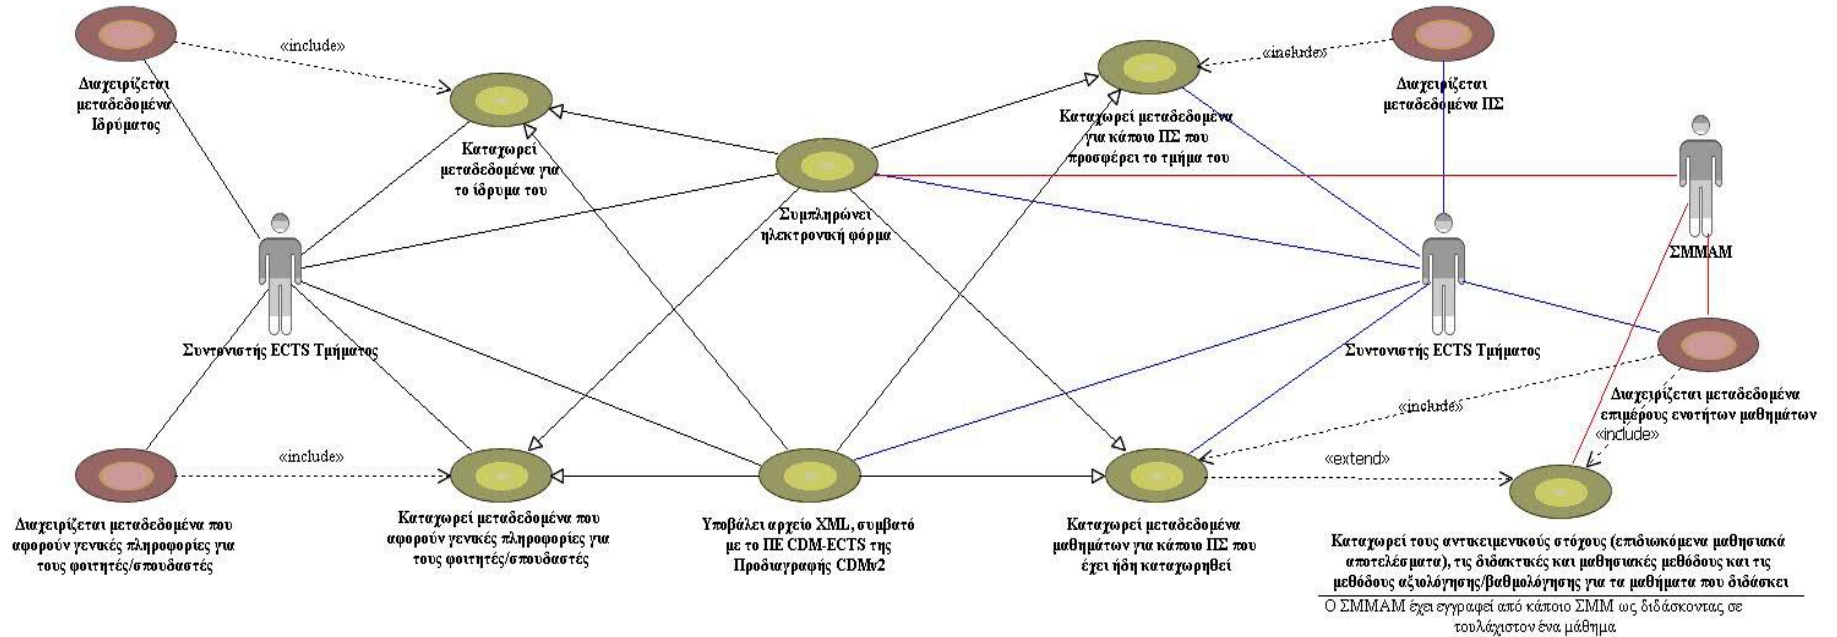 «include»
«include»
Διαχειρίζεται
μεταδεδομένα
Ιδρύματος
Διαχειρίζεται
μεταδεδομένα ΠΣ
Καταχωρεί
μεταδεδομένα για
το ίδρυμα του
Καταχωρεί μεταδεδομένα
για κάποιο ΠΣ που
προσφέρει το τμήμα του
Συμπληρώνει
ηλεκτρονική φόρμα
ΣΜΜΑΜ
Συντονιστής ECTS Τμήματος
Συντονιστής ECTS Τμήματος
Διαχειρίζεται μεταδεδομένα
επιμέρους ενοτήτων μαθημάτων
«include»
«include»
«include»
«extend»
Διαχειρίζεται μεταδεδομένα που
αφορούν γενικές πληροφορίες για
τους φοιτητές/σπουδαστές
Καταχωρεί μεταδεδομένα που
αφορούν γενικές πληροφορίες για
τους φοιτητές/σπουδαστές
Υποβάλει αρχείο XML, συμβατό
με το ΠΕ CDM-ECTS της
Προδιαγραφής CDMv2
Καταχωρεί μεταδεδομένα
μαθημάτων για κάποιο ΠΣ που
έχει ήδη καταχωρηθεί
Καταχωρεί τους αντικειμενικούς στόχους (επιδιωκόμενα μαθησιακά
αποτελέσματα), τις διδακτικές και μαθησιακές μεθόδους και τις
μεθόδους αξιολόγησης/βαθμολόγησης για τα μαθήματα που διδάσκει
Ο ΣΜΜΑΜ έχει εγγραφεί από κάποιο ΣΜΜ ως διδάσκοντας σε
τουλάχιστον ένα μάθημα